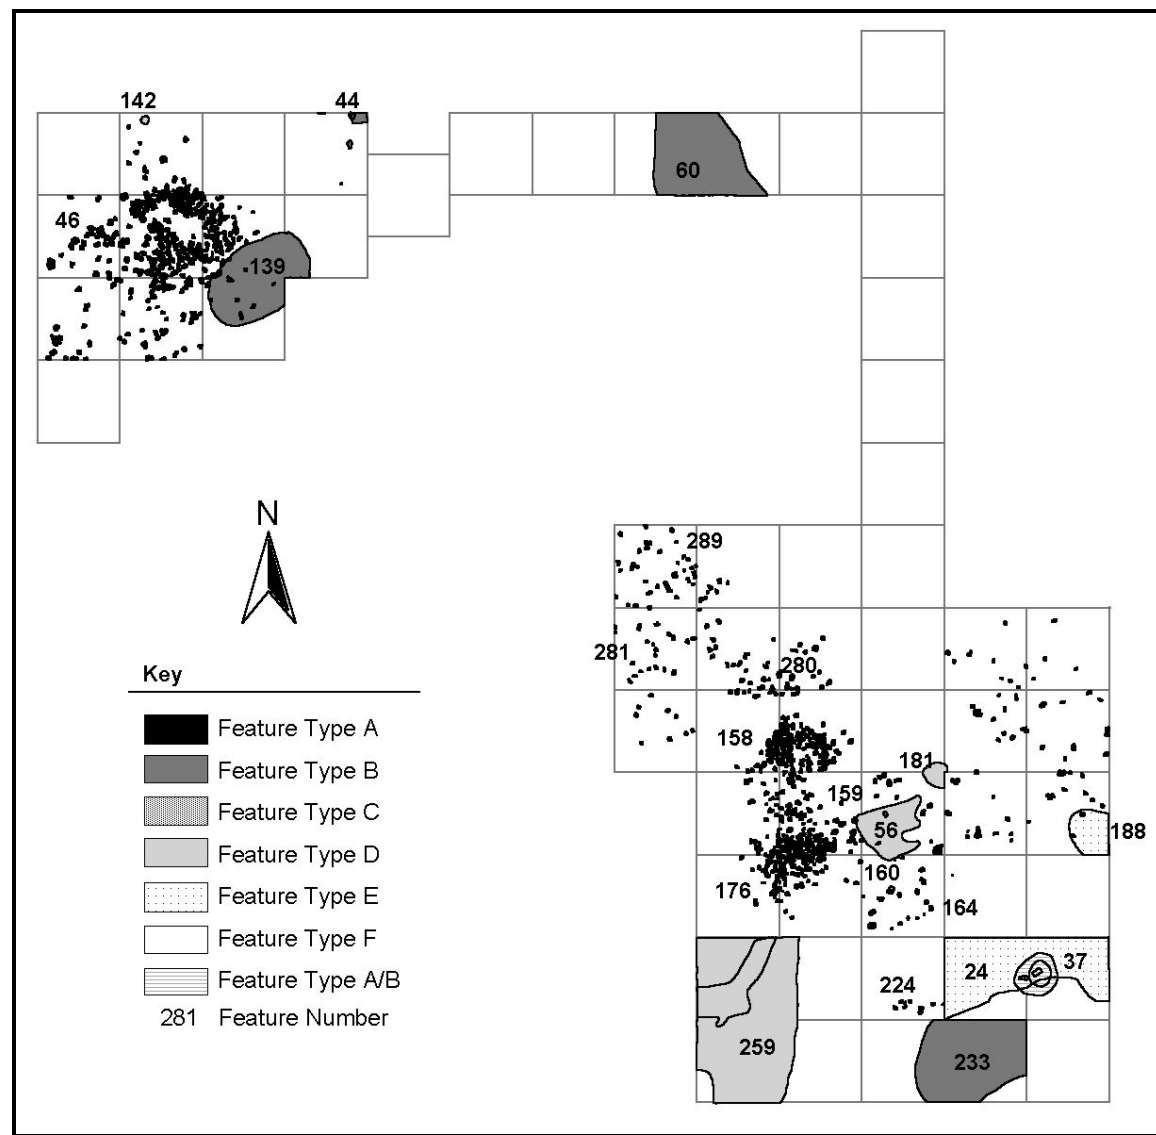 142
44
60
46
139
N
289
281
280
Key
158
181
Feature Type A
159
Feature Type B
56
188
Feature Type C
160
Feature Type D
176
164
Feature Type E
Feature Type F
24
37
Feature Type A/B
224
281 Feature Number
259
233